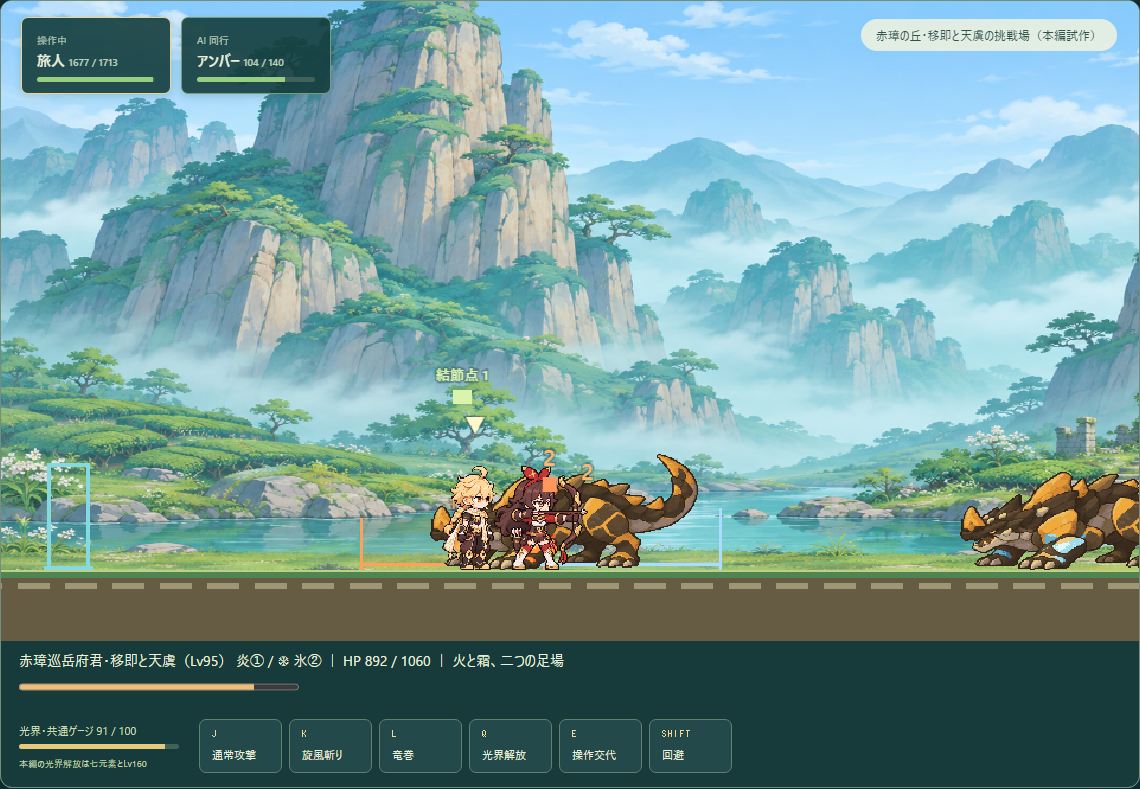 操作中
旅人 1677 / 1713
AI 同行
アンバー 104 / 140
赤璋の丘・移即と天虞の挑戦場（本編試作）
結節点 1
2
2
赤璋巡岳府君・移即と天虞（Lv95） 炎① / ❄ 氷② ｜ HP 892 / 1060 ｜ 火と霜、二つの足場
光界・共通ゲージ 91 / 100
本編の光界解放は七元素とLv160
J
通常攻撃
K
旋風斬り
L
竜巻
Q
光界解放
E
操作交代
SHIFT
回避